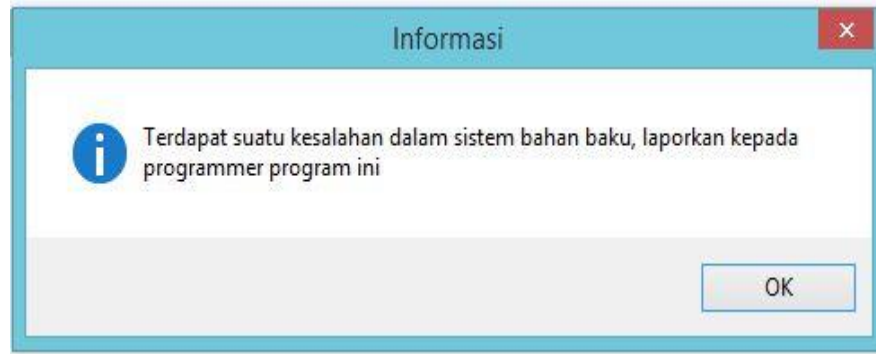 Informasi
Terdapat suatu kesalahan dalam sistem bahan baku, laporkan kepada
programmer program ini
OK